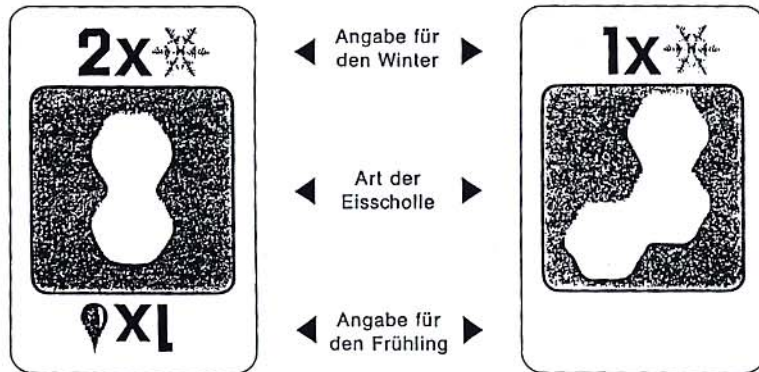 2x
1x
Angabe für
den Winter
Art der
Eisscholle
1x
Angabe für
den Frühling